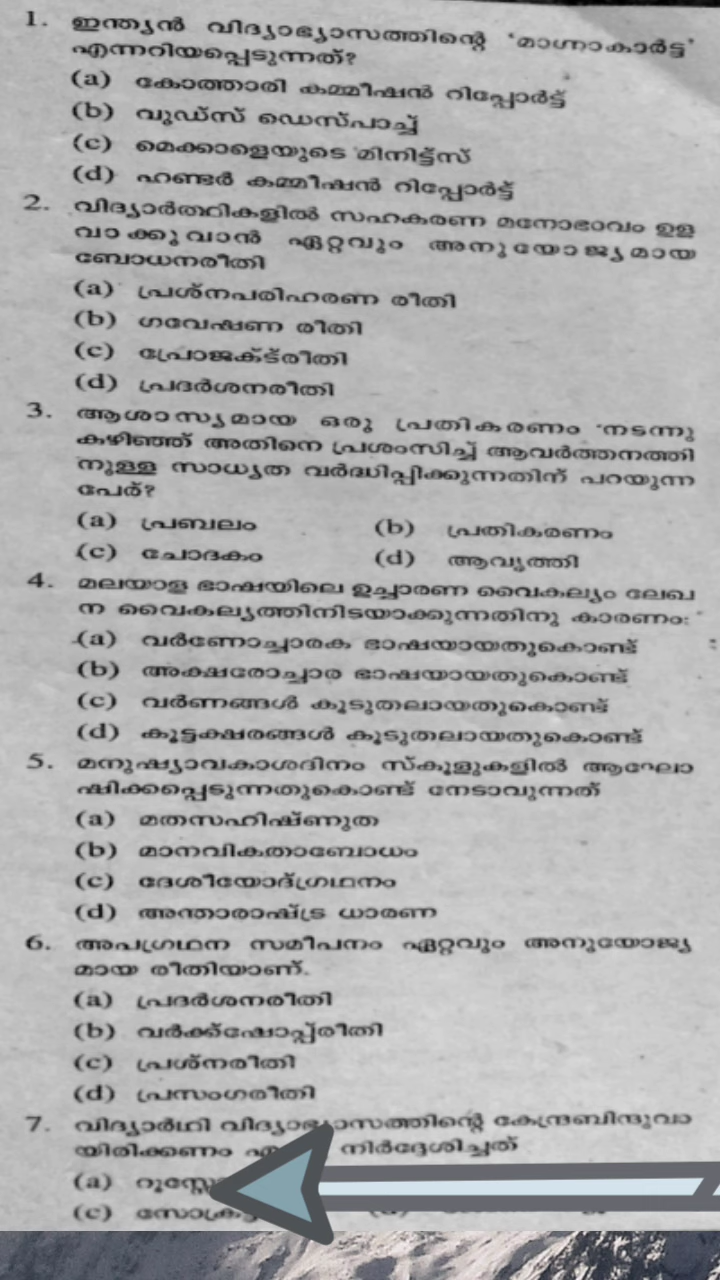 1. ഇന്ത്യൻ വിദ്യാഭ്യാസത്തിന്റെ 'മാഗ്നാകാർട്ട'
എന്നറിയപ്പെടുന്നത്?
(a) കോത്താരി കമ്മീഷൻ റിപ്പോർട്ട്
(b) വുഡ്സ് ഡെസ്പാച്ച്
(c) മെക്കാളെയുടെ മിനിട്ട്സ്
(d) ഹണ്ടർ കമ്മീഷൻ റിപ്പോർട്ട്
2. വിദ്യാർത്ഥികളിൽ സഹകരണ മനോഭാവം ഉള
വാക്കുവാൻ ഏറ്റവും അനുയോജ്യമായ
ബോധനരീതി
(a) പ്രശ്നപരിഹരണ രീതി
(b) ഗവേഷണ രീതി
(c) പ്രോജക്ട്രീതി
(d) പ്രദർശനരീതി
3. ആശാസ്യമായ ഒരു പ്രതികരണം നടന്നു
കഴിഞ്ഞ് അതിനെ പ്രശംസിച്ച് ആവർത്തനത്തി
നുള്ള സാധ്യത വർദ്ധിപ്പിക്കുന്നതിന് പറയുന്ന
പേര്?
(a) പ്രബലം (b) പ്രതികരണം
(c) ചോദകം (d) ആവൃത്തി
4. മലയാള ഭാഷയിലെ ഉച്ചാരണ വൈകല്യം ലേഖ
ന വൈകല്യത്തിനിടയാക്കുന്നതിനു കാരണം:
(a) വർണോച്ചാരക ഭാഷയായതുകൊണ്ട്
(b) അക്ഷരോച്ചാര ഭാഷയായതുകൊണ്ട്
(c) വർണങ്ങൾ കൂടുതലായതുകൊണ്ട്
(d) കൂട്ടക്ഷരങ്ങൾ കൂടുതലായതുകൊണ്ട്
5. മനുഷ്യാവകാശദിനം സ്കൂളുകളിൽ ആഘോ
ഷിക്കപ്പെടുന്നതുകൊണ്ട് നേടാവുന്നത്
(a) മതസഹിഷ്ണുത
(b) മാനവികതാബോധം
(c) ദേശീയോദ്ഗ്രഥനം
(d) അന്താരാഷ്ട്ര ധാരണ
6. അപഗ്രഥന സമീപനം ഏറ്റവും അനുയോജ്യ
മായ രീതിയാണ്.
(a) പ്രദർശനരീതി
(b) വർക്ക്ഷോപ്പ്രീതി
(c) പ്രശ്നരീതി
(d) പ്രസംഗരീതി
7. വിദ്യാർഥി വിദ്യാഭ്യാസത്തിന്റെ കേന്ദ്രബിന്ദുവാ
യിരിക്കണം നിർദ്ദേശിച്ചത്
(a)
(c)